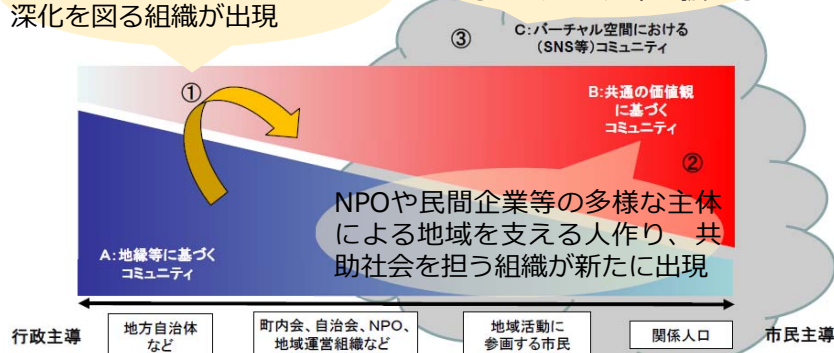 深化を図る組織が出現
③
C:バーチャル空間における
(SNS等)コミュニティ
①
B:共通の価値観
に基づく
コミュニティ
②
NPOや民間企業等の多様な主体
による地域を支える人作り、共
助社会を担う組織が新たに出現
A:地縁等に基づく
コミュニティ
行政主導
地方自治体
など
町内会、自治会、NPO、
地域運営組織など
地域活動に
参画する市民
関係人口
市民主導